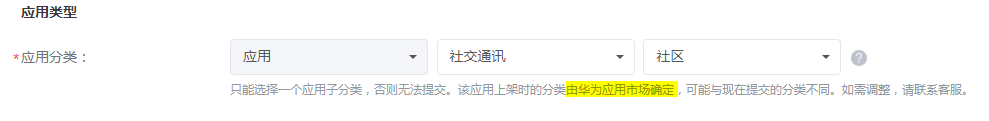 应用类型
*应用分类： 应用 社交通讯 社区 ?
只能选择一个应用子分类，否则无法提交。该应用上架时的分类由华为应用市场确定，可能与现在提交的分类不同。如需调整，请联系客服。